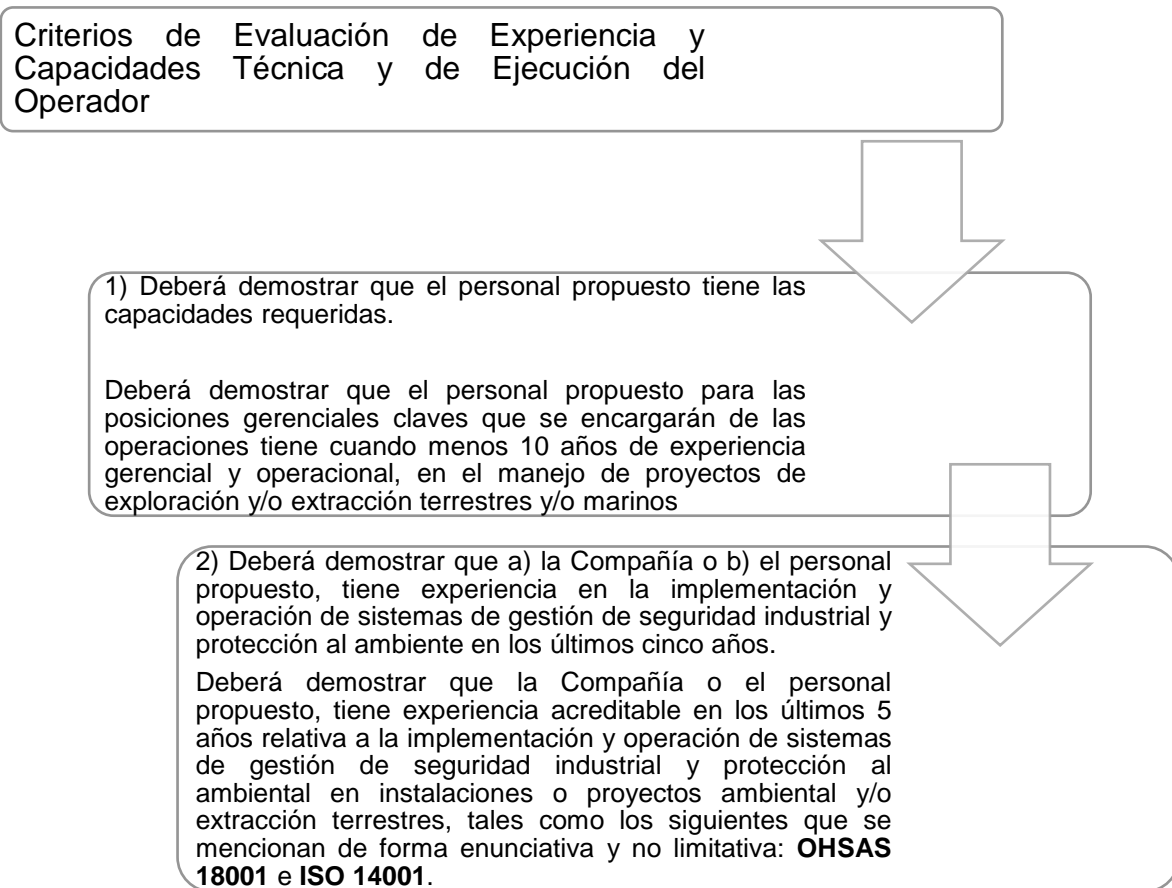 Criterios de Evaluación de Experiencia y
Capacidades Técnica y de Ejecución del
Operador
1) Deberá demostrar que el personal propuesto tiene las
capacidades requeridas.
Deberá demostrar que el personal propuesto para las
posiciones gerenciales claves que se encargarán de las
operaciones tiene cuando menos 10 años de experiencia
gerencial y operacional, en el manejo de proyectos de
exploración y/o extracción terrestres y/o marinos
2) Deberá demostrar que a) la Compañía o b) el personal
propuesto, tiene experiencia en la implementación y
operación de sistemas de gestión de seguridad industrial y
protección al ambiente en los últimos cinco años.
Deberá demostrar que la Compañía o el personal
propuesto, tiene experiencia acreditable en los últimos 5
años relativa a la implementación y operación de sistemas
de gestión de seguridad industrial y protección al
ambiental en instalaciones o proyectos ambiental y/o
extracción terrestres, tales como los siguientes que se
mencionan de forma enunciativa y no limitativa: OHSAS
18001 e ISO 14001.